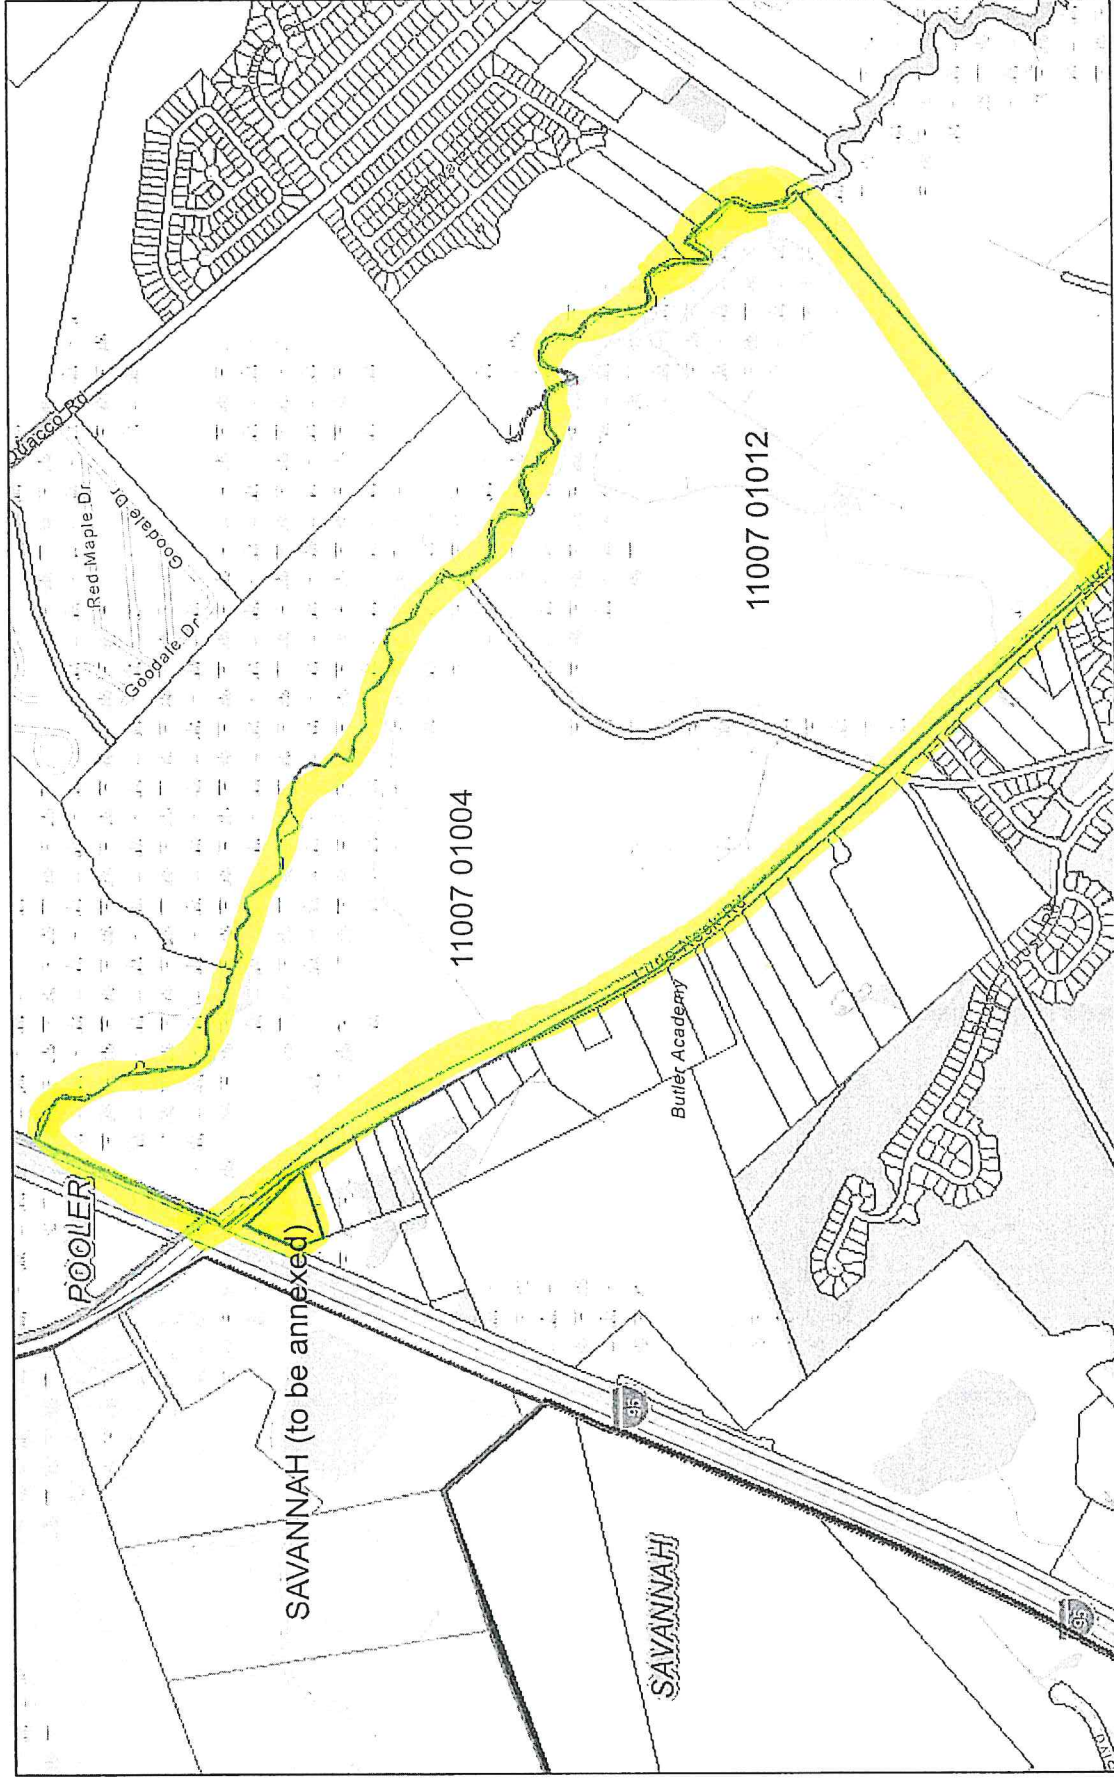 Quacco Rd
Red Maple Dr
Goodale Dr
Goodale Dr
POOLER
11007 01004
11007 01012
Little Neck Rd
Butler Academy
SAVANNAH (to be annexed)
95
SAVANNAH
95
Blvd